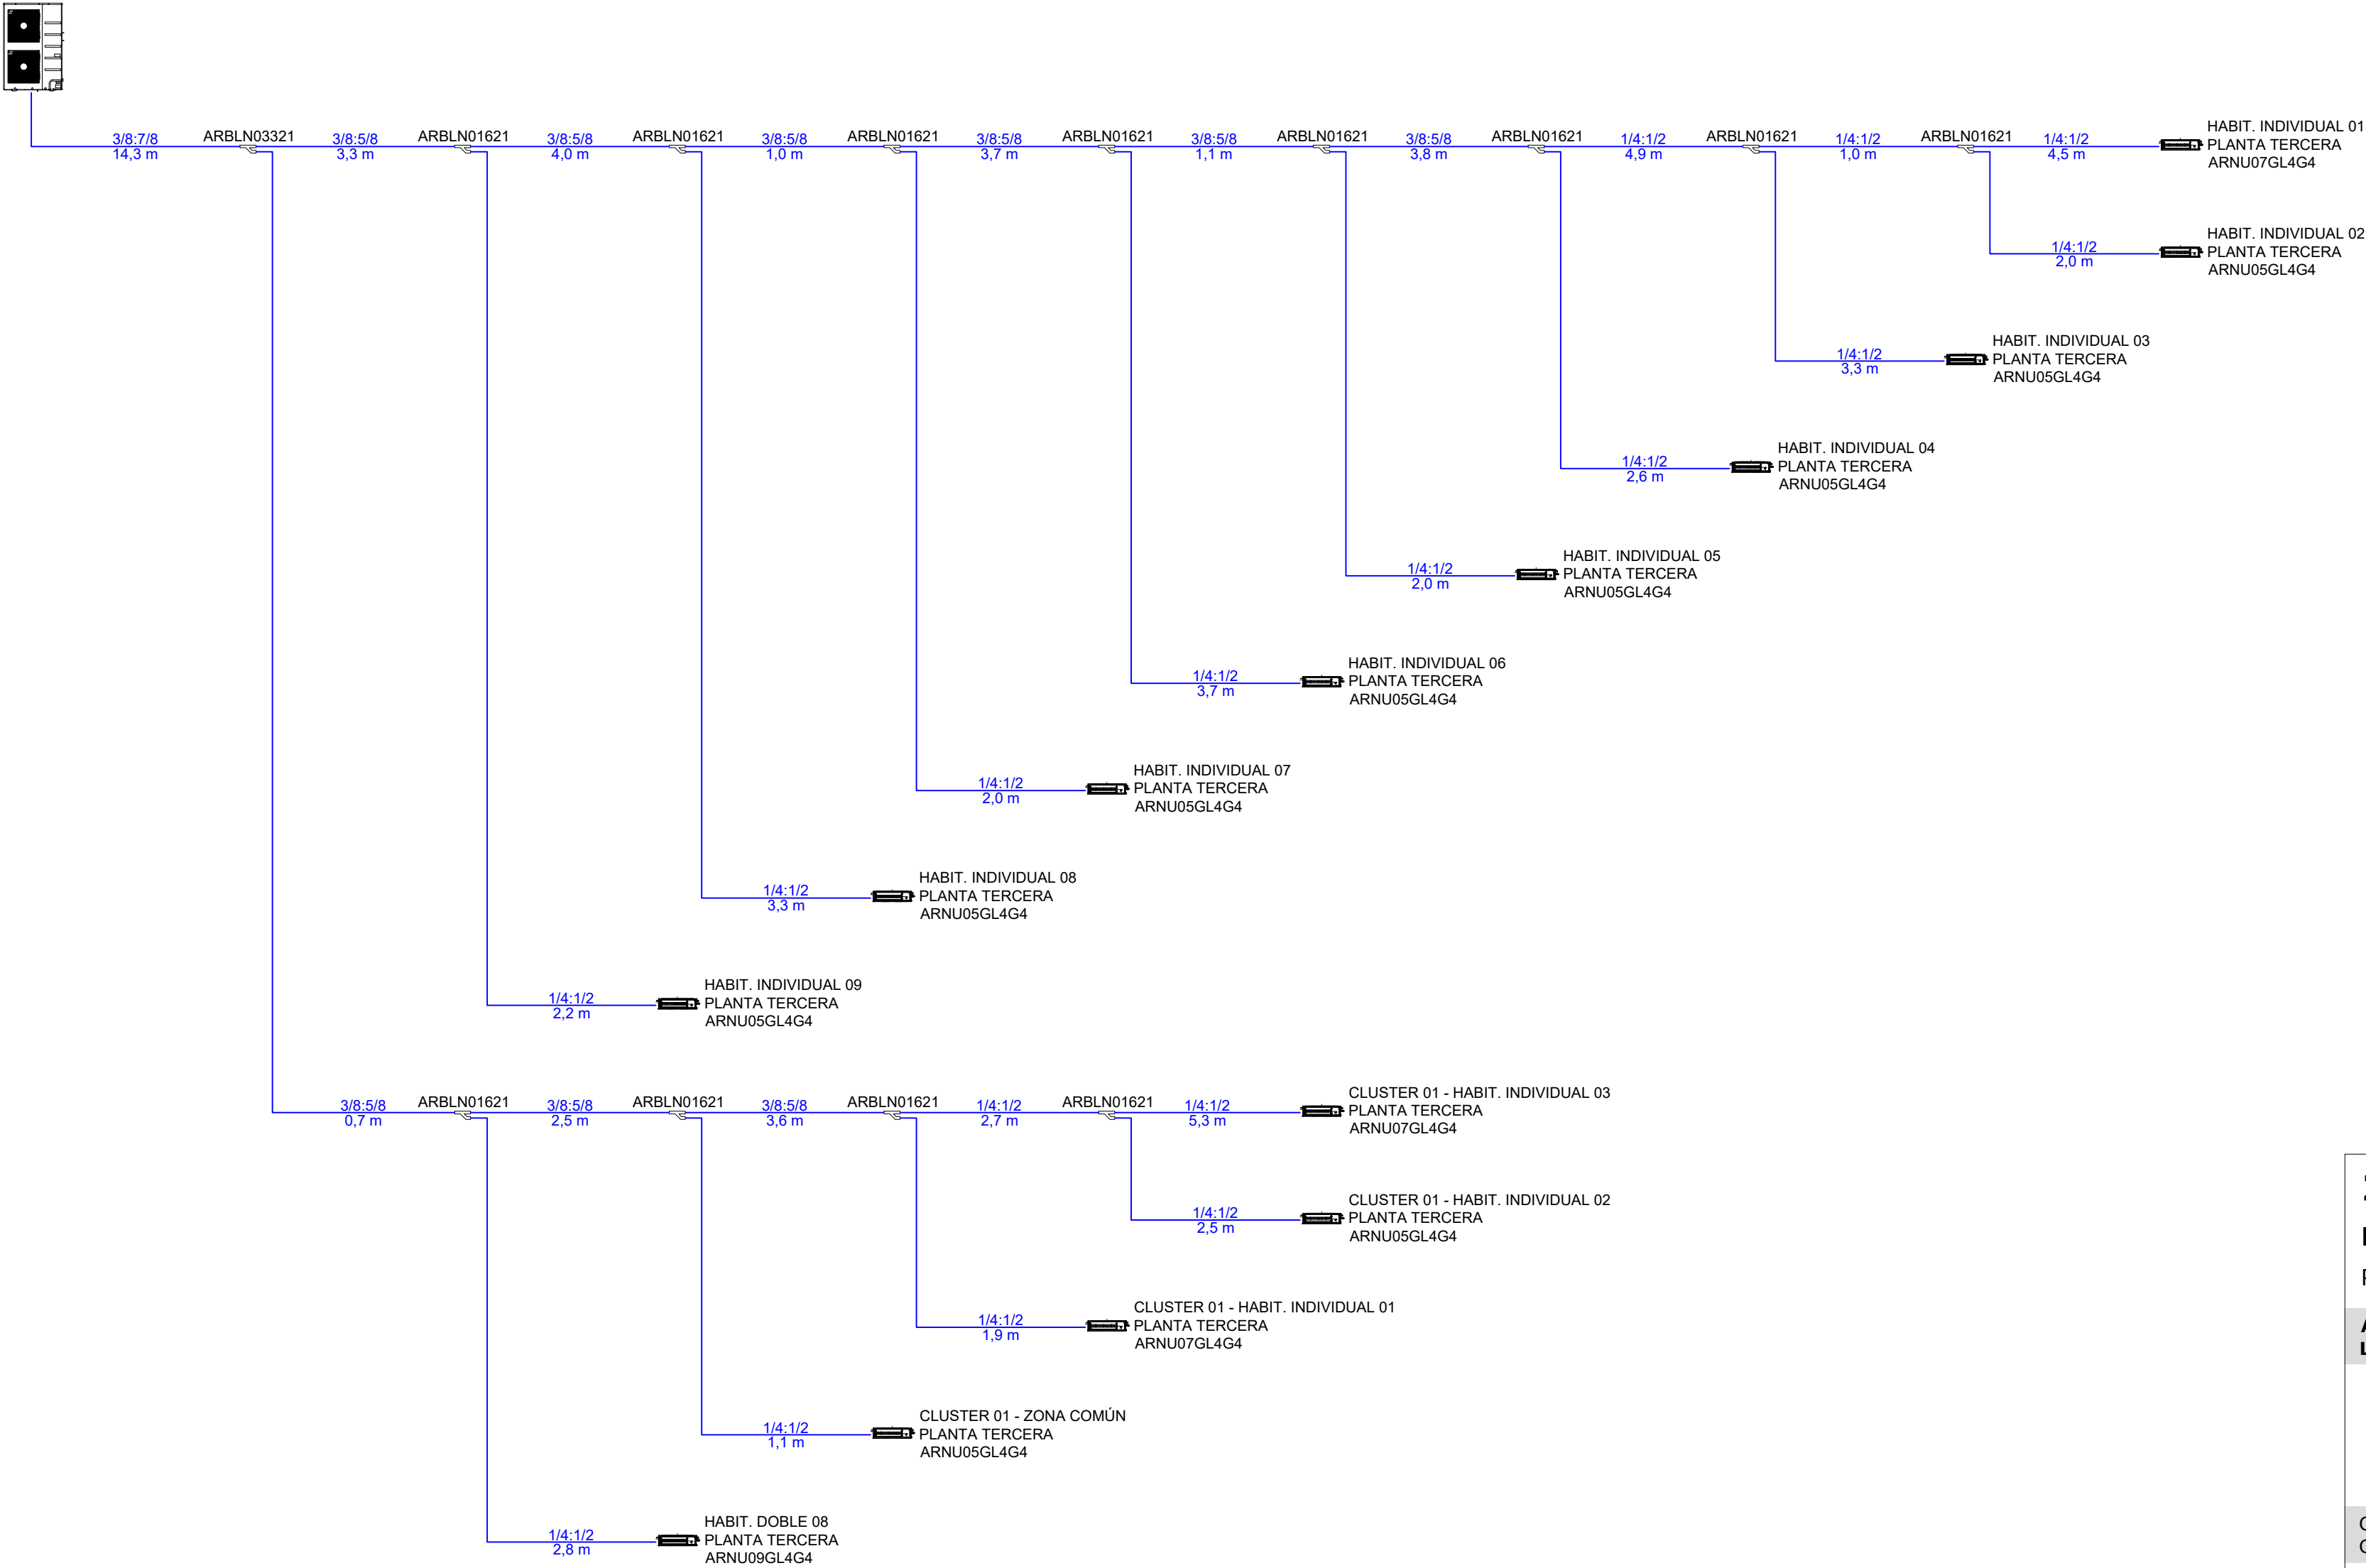 3/8:7/8
14,3 m
ARBLN03321
3/8:5/8
3,3 m
ARBLN01621
3/8:5/8
4,0 m
ARBLN01621
3/8:5/8
1,0 m
ARBLN01621
3/8:5/8
3,7 m
ARBLN01621
3/8:5/8
1,1 m
ARBLN01621
3/8:5/8
3,8 m
ARBLN01621
1/4:1/2
4,9 m
ARBLN01621
1/4:1/2
1,0 m
ARBLN01621
1/4:1/2
4,5 m
HABIT. INDIVIDUAL 01
PLANTA TERCERA
ARNU07GL4G4
1/4:1/2
2,0 m
HABIT. INDIVIDUAL 02
PLANTA TERCERA
ARNU05GL4G4
1/4:1/2
3,3 m
HABIT. INDIVIDUAL 03
PLANTA TERCERA
ARNU05GL4G4
1/4:1/2
2,6 m
HABIT. INDIVIDUAL 04
PLANTA TERCERA
ARNU05GL4G4
1/4:1/2
2,0 m
HABIT. INDIVIDUAL 05
PLANTA TERCERA
ARNU05GL4G4
1/4:1/2
3,7 m
HABIT. INDIVIDUAL 06
PLANTA TERCERA
ARNU05GL4G4
1/4:1/2
2,0 m
HABIT. INDIVIDUAL 07
PLANTA TERCERA
ARNU05GL4G4
1/4:1/2
3,3 m
HABIT. INDIVIDUAL 08
PLANTA TERCERA
ARNU05GL4G4
1/4:1/2
2,2 m
HABIT. INDIVIDUAL 09
PLANTA TERCERA
ARNU05GL4G4
3/8:5/8
0,7 m
ARBLN01621
3/8:5/8
2,5 m
ARBLN01621
3/8:5/8
3,6 m
ARBLN01621
1/4:1/2
2,7 m
ARBLN01621
1/4:1/2
5,3 m
CLUSTER 01 - HABIT. INDIVIDUAL 03
PLANTA TERCERA
ARNU07GL4G4
1/4:1/2
2,5 m
CLUSTER 01 - HABIT. INDIVIDUAL 02
PLANTA TERCERA
ARNU05GL4G4
1/4:1/2
1,9 m
CLUSTER 01 - HABIT. INDIVIDUAL 01
PLANTA TERCERA
ARNU07GL4G4
1/4:1/2
1,1 m
CLUSTER 01 - ZONA COMÚN
PLANTA TERCERA
ARNU05GL4G4
1/4:1/2
2,8 m
HABIT. DOBLE 08
PLANTA TERCERA
ARNU09GL4G4